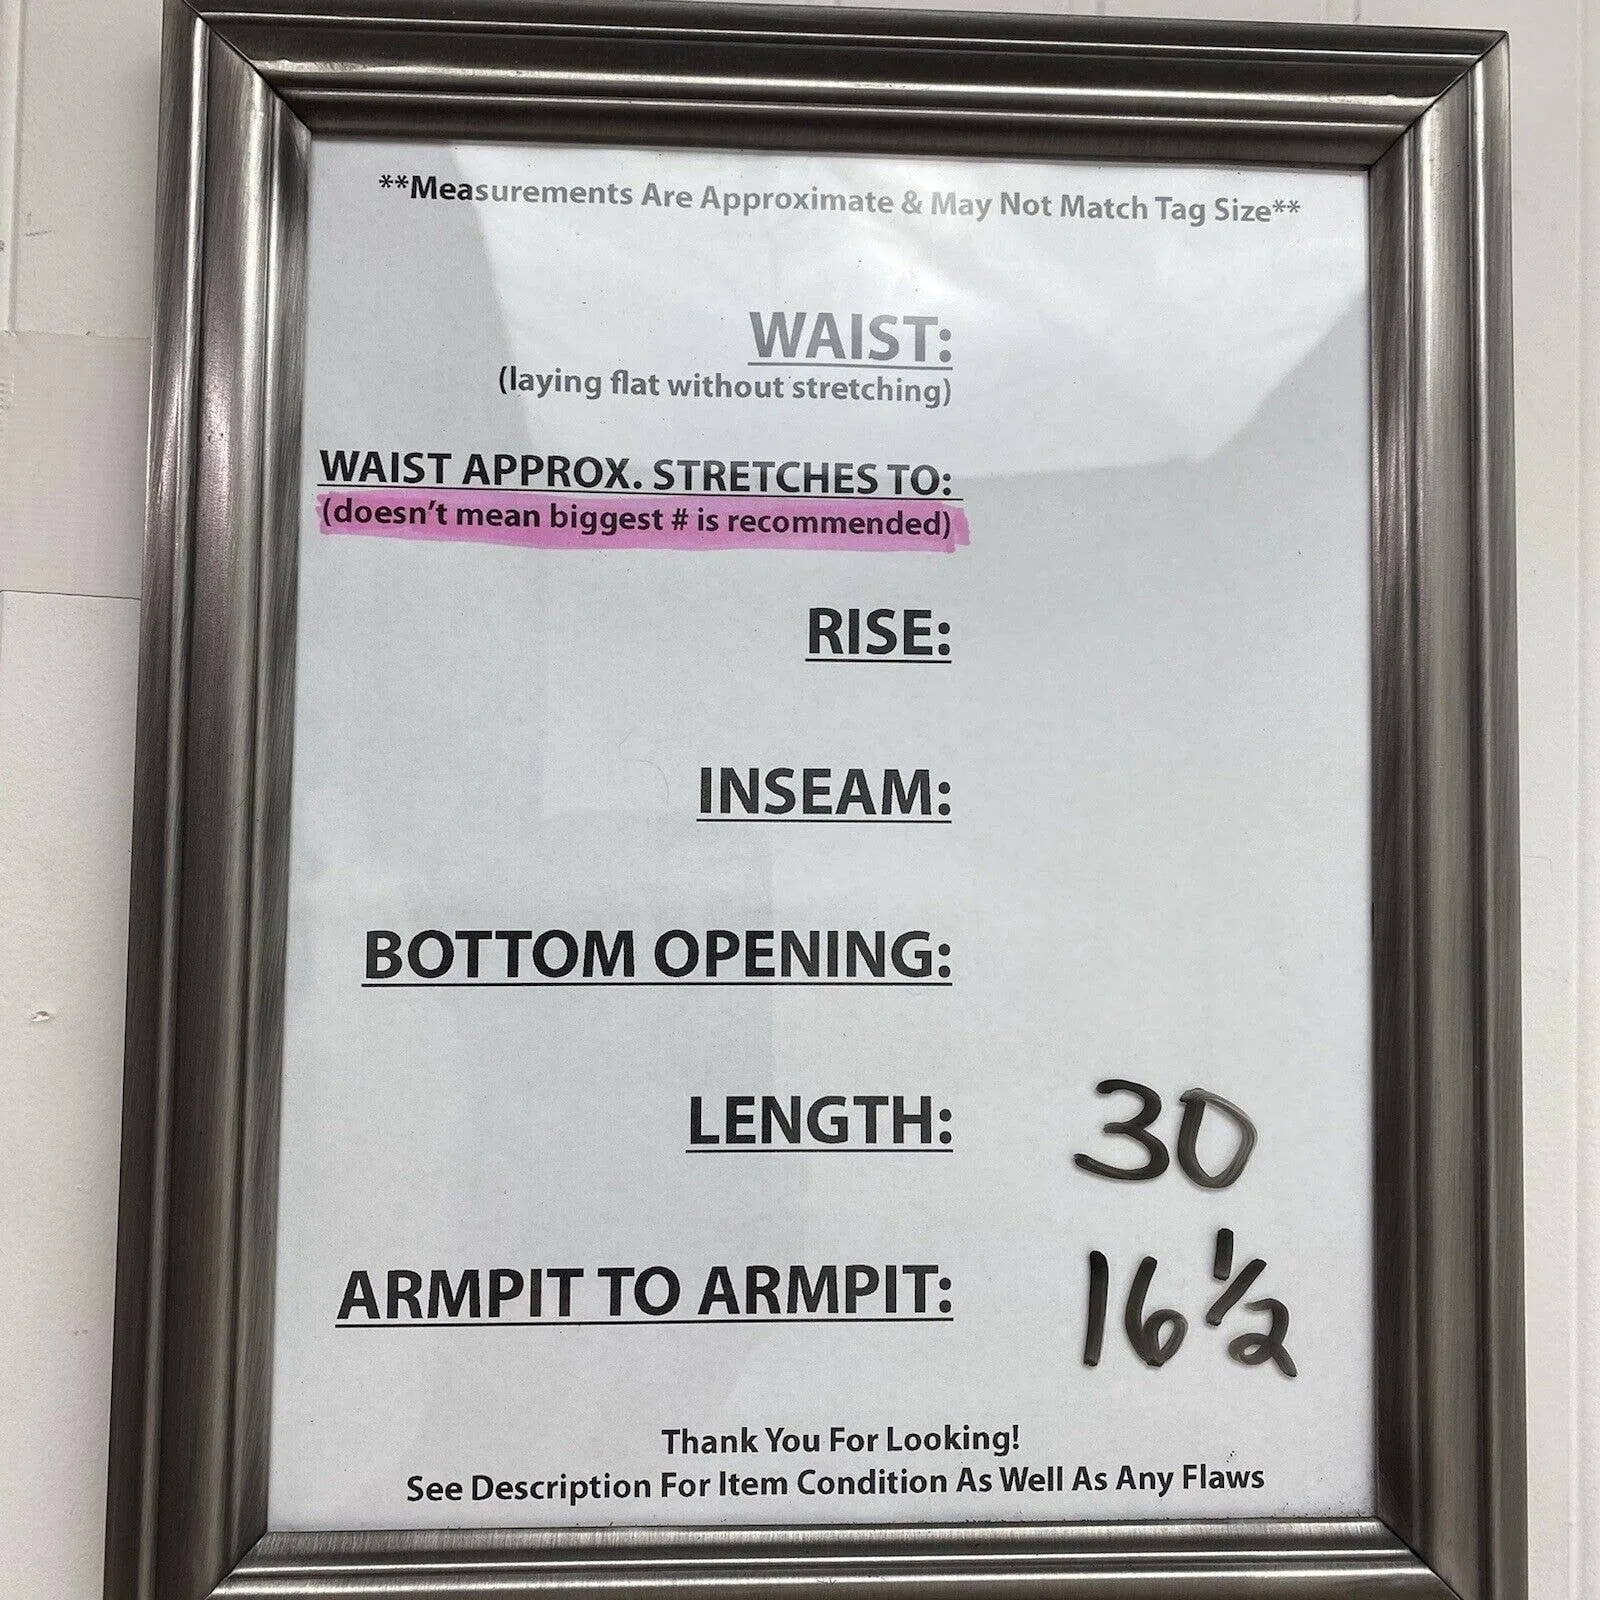 **Measurements Are Approximate & May Not Match Tag Size**
WAIST:
(laying flat without stretching)
WAIST APPROX. STRETCHES TO:
(doesn't mean biggest # is recommended)
RISE:
INSEAM:
BOTTOM OPENING:
LENGTH: 30
ARMPIT TO ARMPIT: 16 1/2
Thank You For Looking!
See Description For Item Condition As Well As Any Flaws